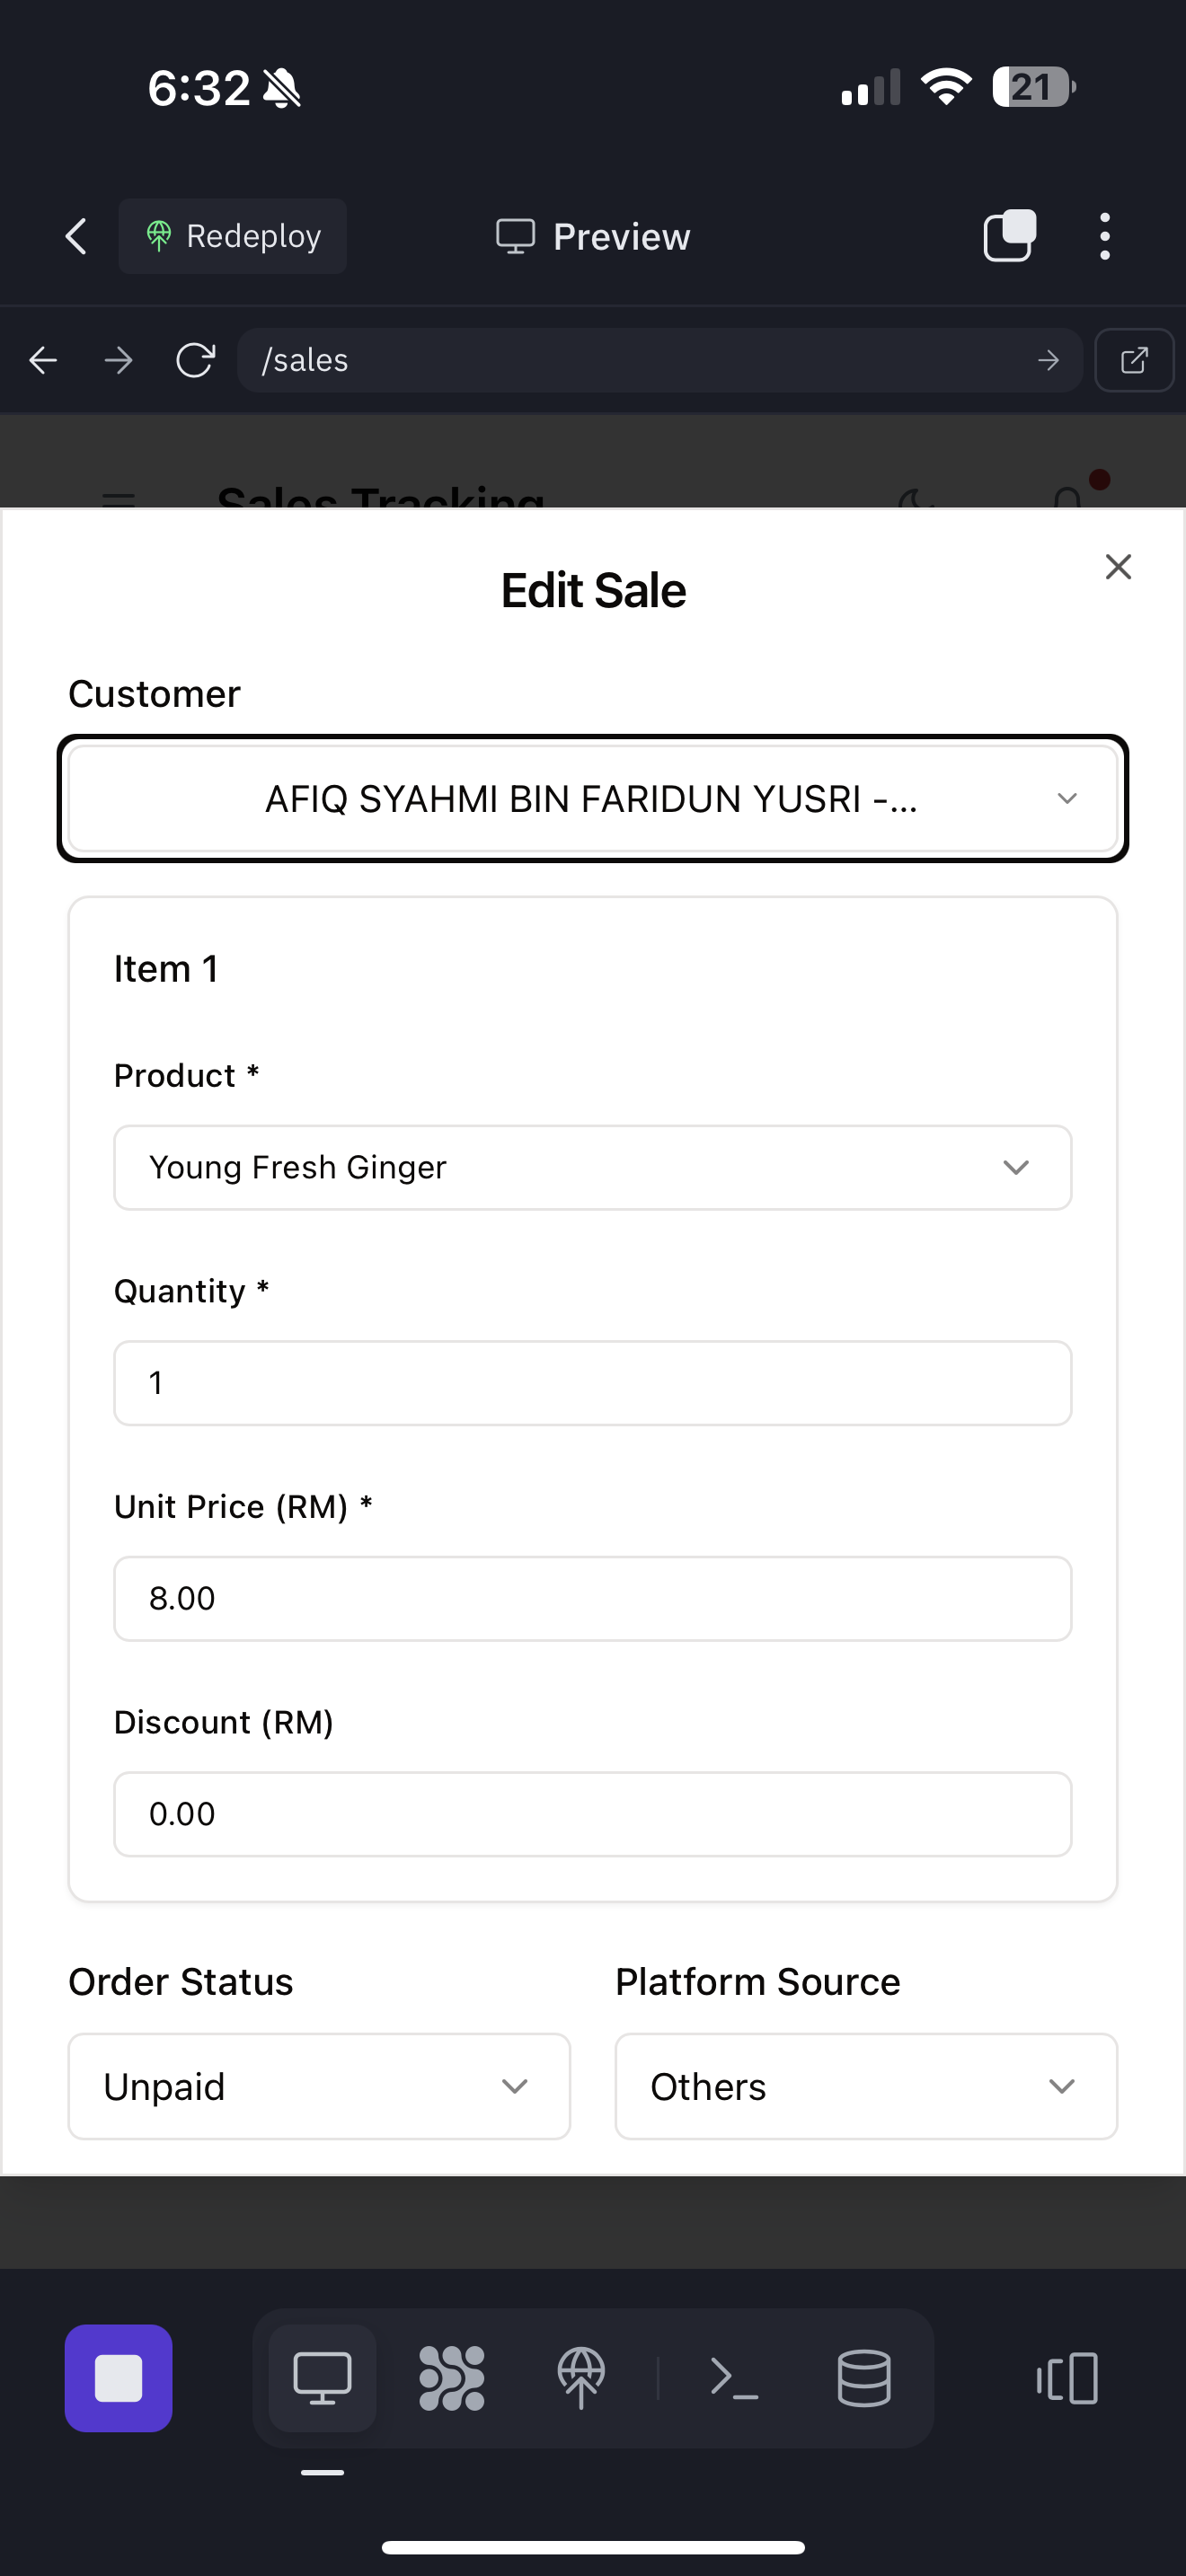 6:32
21
Redeploy
Preview
/sales
Sales Tracking
Edit Sale
Customer
AFIQ SYAHMI BIN FARIDUN YUSRI -...
Item 1
Product *
Young Fresh Ginger
Quantity *
1
Unit Price (RM) *
8.00
Discount (RM)
0.00
Order Status
Platform Source
Unpaid
Others